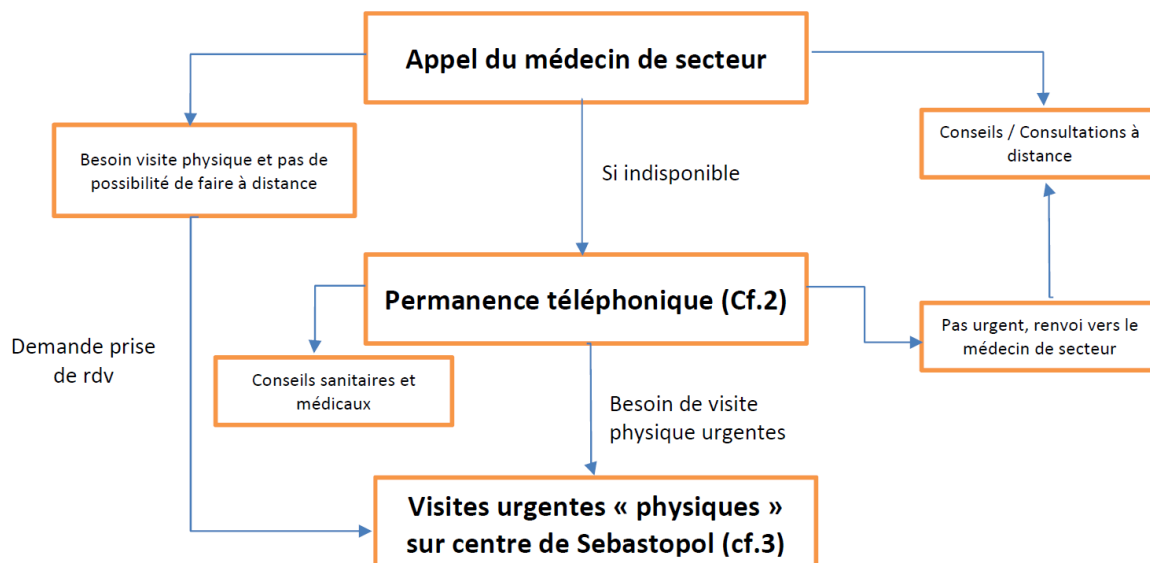 Appel du médecin de secteur
Besoin visite physique et pas de
possibilité de faire à distance
Conseils / Consultations à
distance
Si indisponible
Permanence téléphonique (Cf.2)
Pas urgent, renvoi vers le
médecin de secteur
Demande prise
de rdv
Conseils sanitaires et
médicaux
Besoin de visite
physique urgentes
Visites urgentes « physiques »
sur centre de Sebastopol (cf.3)